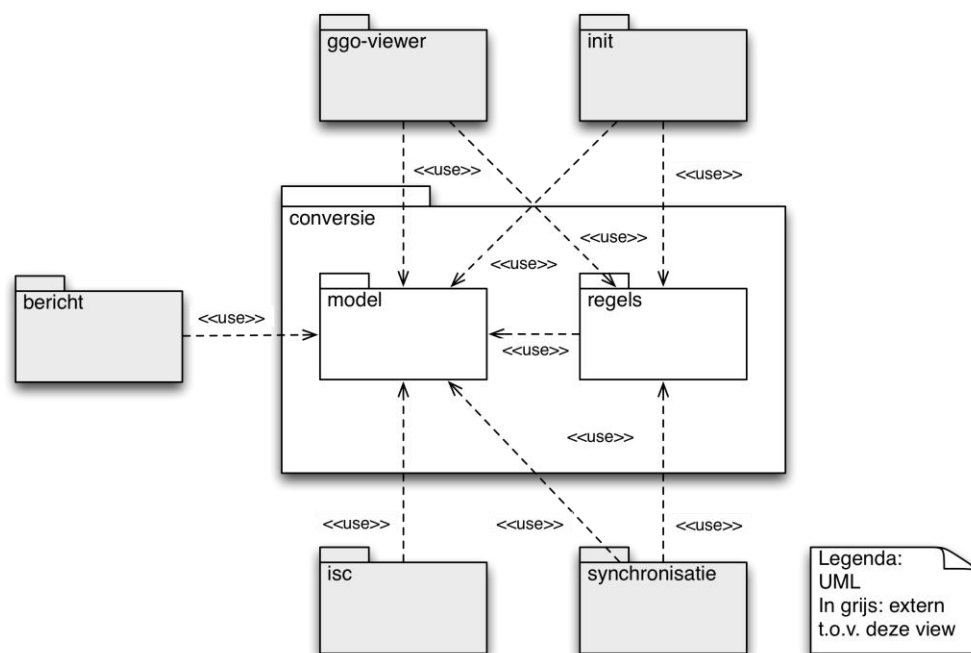 ggo-viewer
init
<<use>>
<<use>>
conversie
<<use>>
<<use>>
bericht
model
regels
<<use>>
<<use>>
<<use>>
<<use>>
<<use>>
<<use>>
isc
synchronisatie
Legenda:
UML
In grijs: extern
t.o.v. deze view